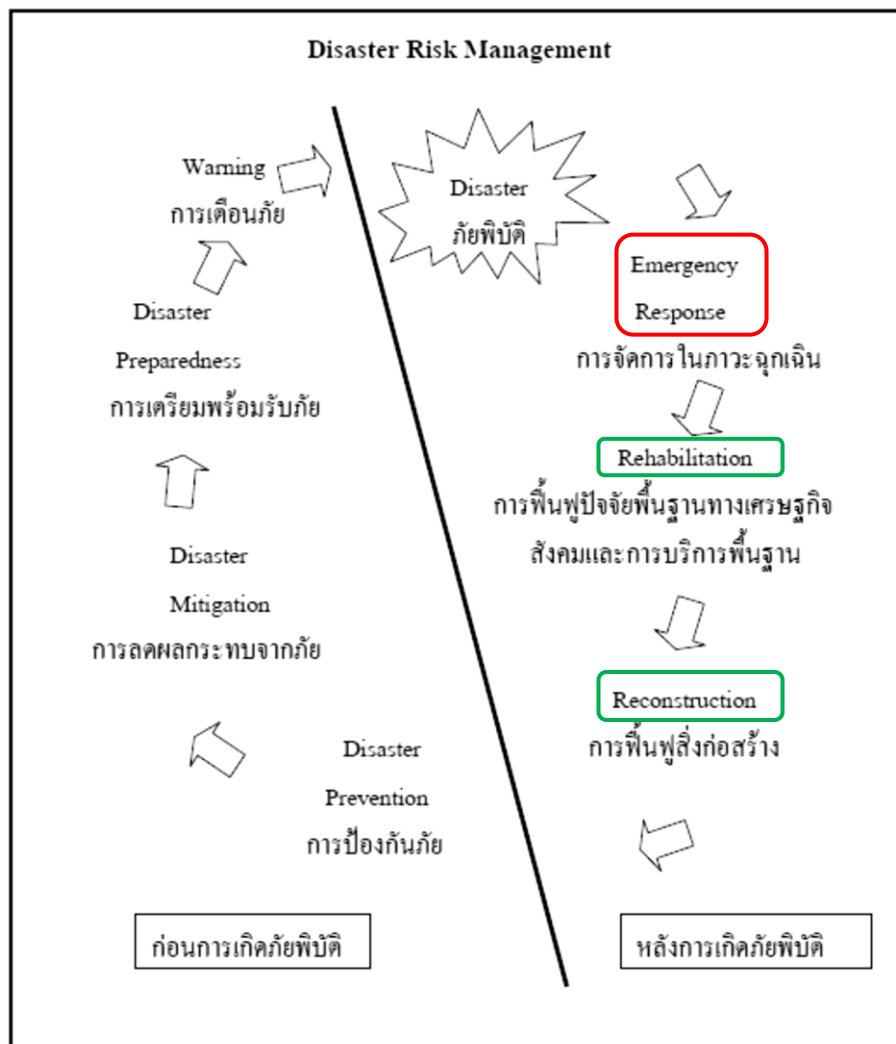 Disaster Risk Management
Warning
การเตือนภัย
Disaster
Preparedness
การเตรียมพร้อมรับภัย
Disaster
Mitigation
การลดผลกระทบจากภัย
Disaster
Prevention
การป้องกันภัย
ก่อนการเกิดภัยพิบัติ
Disaster
ภัยพิบัติ
Emergency
Response
การจัดการในภาวะฉุกเฉิน
Rehabilitation
การฟื้นฟูปัจจัยพื้นฐานทางเศรษฐกิจ
สังคมและการบริการพื้นฐาน
Reconstruction
การฟื้นฟูสิ่งก่อสร้าง
หลังการเกิดภัยพิบัติ